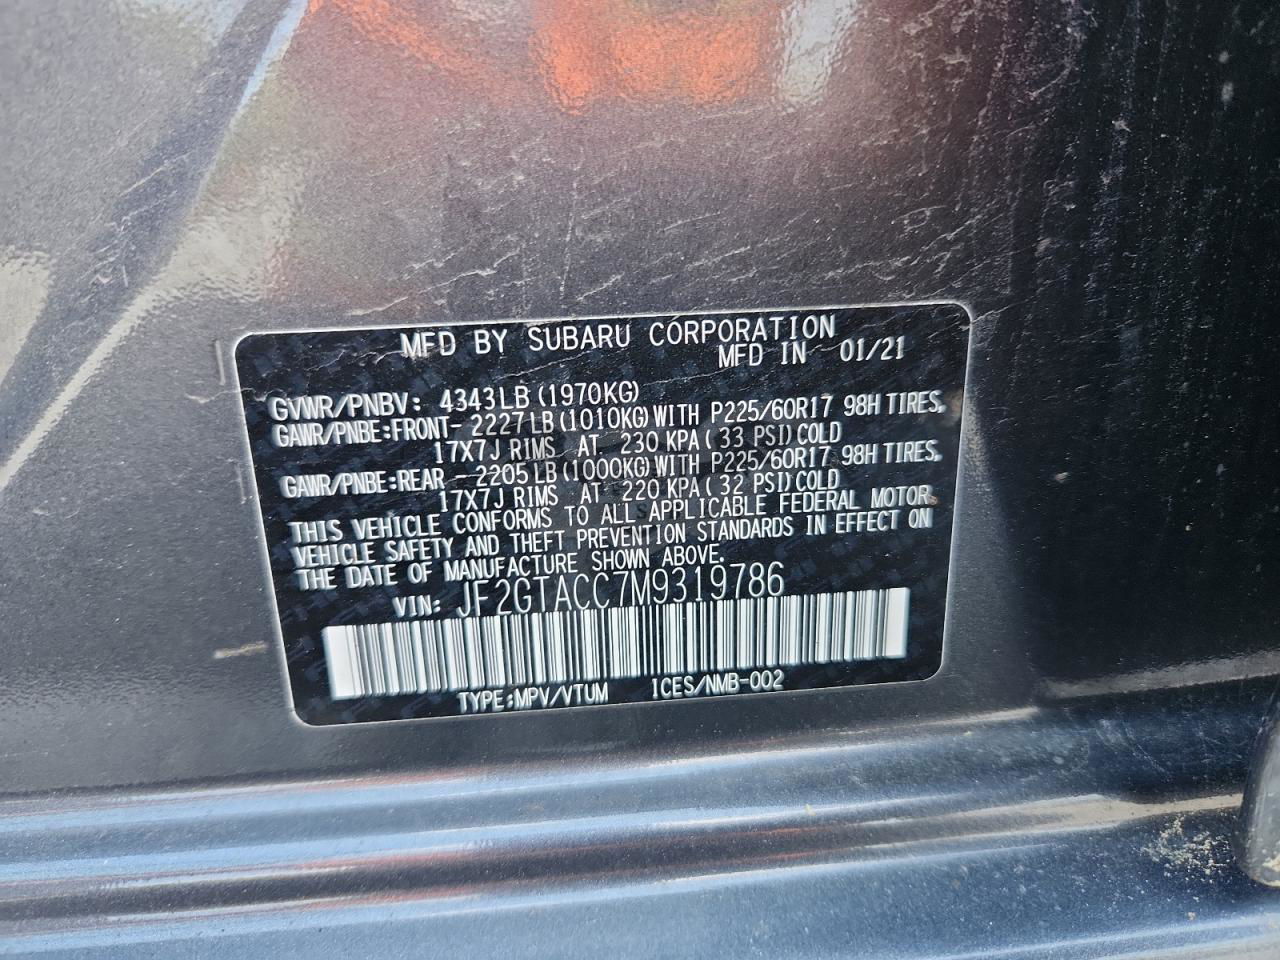 MFD BY SUBARU CORPORATION
MFD IN 01/21
GVWR/PNBV: 4343LB (1970KG)
GAWR/PNBE:FRONT- 2227LB(1010KG) WITH P225/60R17 98H TIRES,
17X7J RIMS AT 230 KPA( 33 PSI) COLD
GAWR/PNBE:REAR -2205LB(1000KG) WITH P225/60R17 98H TIRES,
17X7J RIMS AT 220 KPA( 32 PSI) COLD
THIS VEHICLE CONFORMS TO ALL APPLICABLE FEDERAL MOTOR
VEHICLE SAFETY AND THEFT PREVENTION STANDARDS IN EFFECT ON
THE DATE OF MANUFACTURE SHOWN ABOVE.
VIN: JF2GTACC7M9319786
TYPE:MPV/VTUM ICES/NMB-002